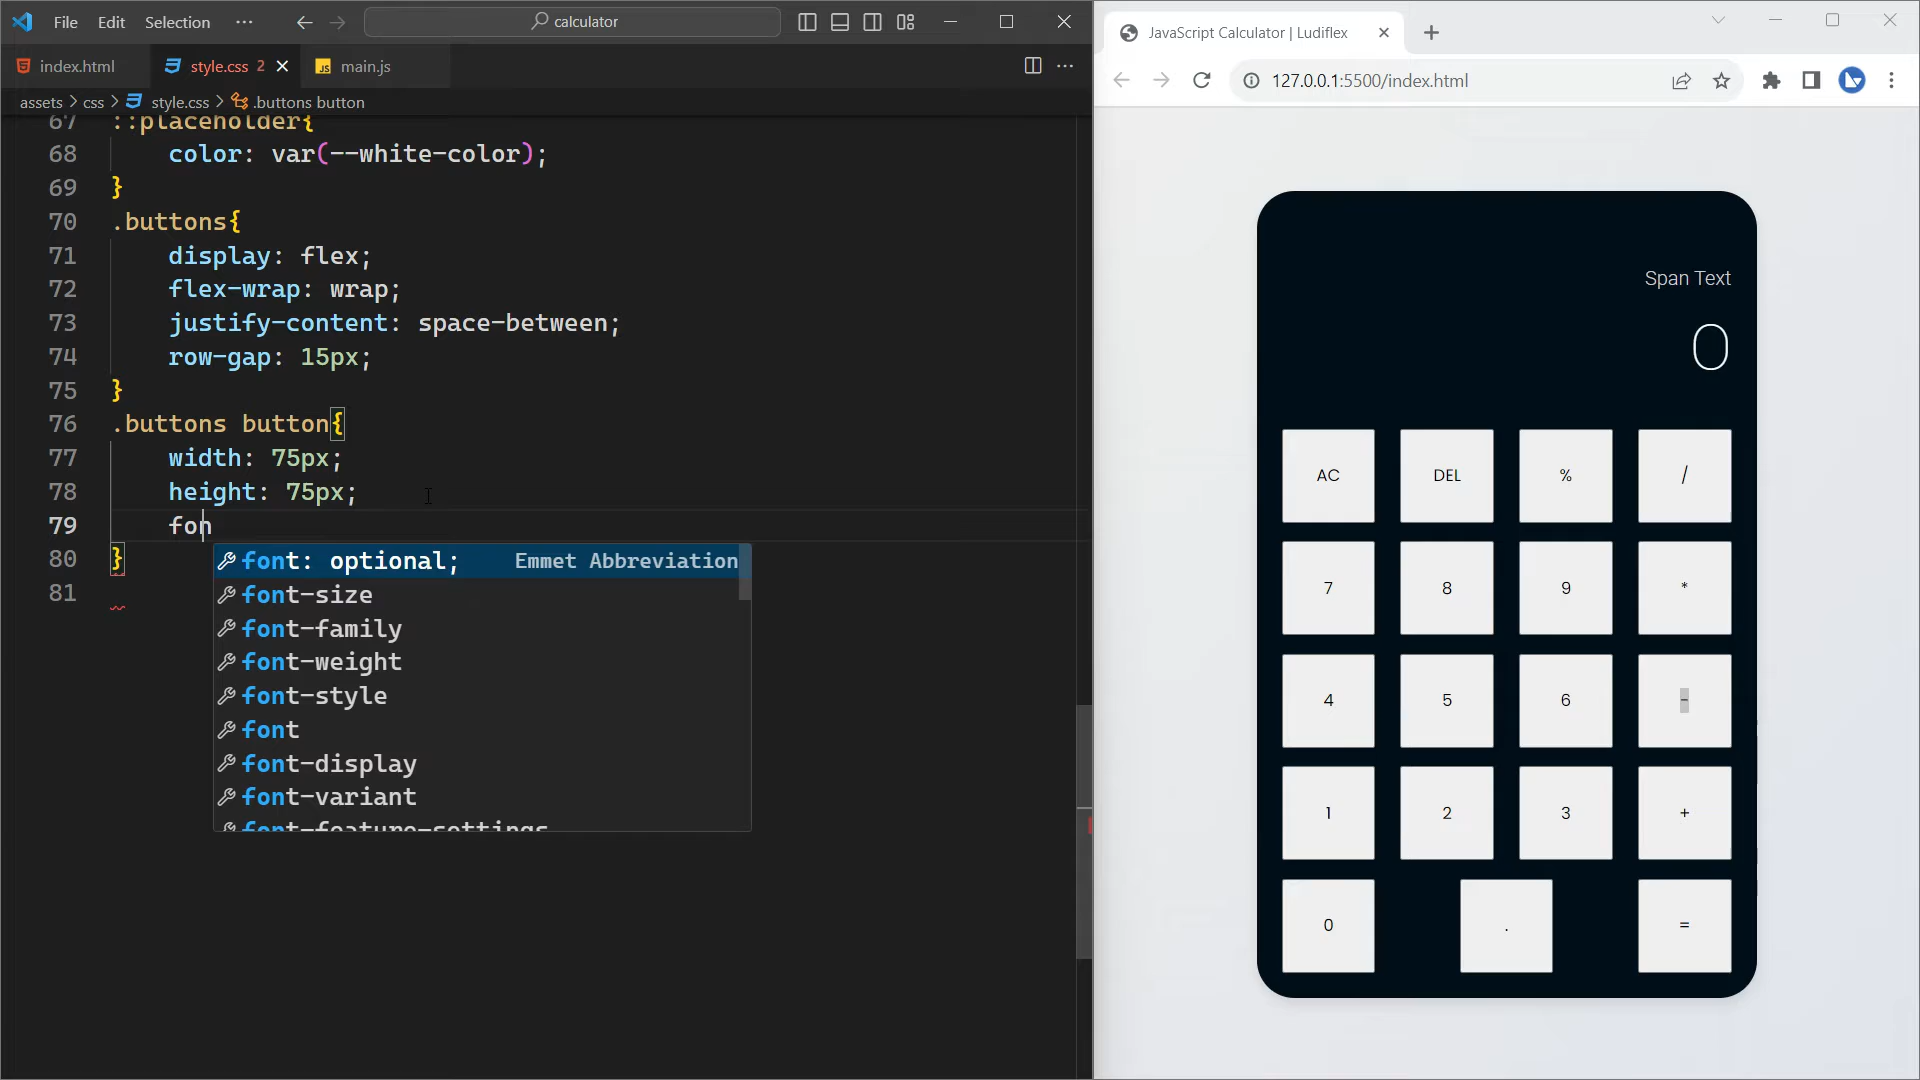 File Edit Selection ··· calculator
index.html style.css 2 JS main.js
assets > css > style.css > .buttons button
67 ::placeholder{
68 color: var(--white-color);
69 }
70 .buttons{
71 display: flex;
72 flex-wrap: wrap;
73 justify-content: space-between;
74 row-gap: 15px;
75 }
76 .buttons button{
77 width: 75px;
78 height: 75px;
79 fon
80 }
81
font: optional; Emmet Abbreviation
font-size
font-family
font-weight
font-style
font
font-display
font-variant
font-feature-settings
JavaScript Calculator | Ludiflex
127.0.0.1:5500/index.html
Span Text
0
AC DEL % /
7 8 9 *
4 5 6 -
1 2 3 +
0 . =